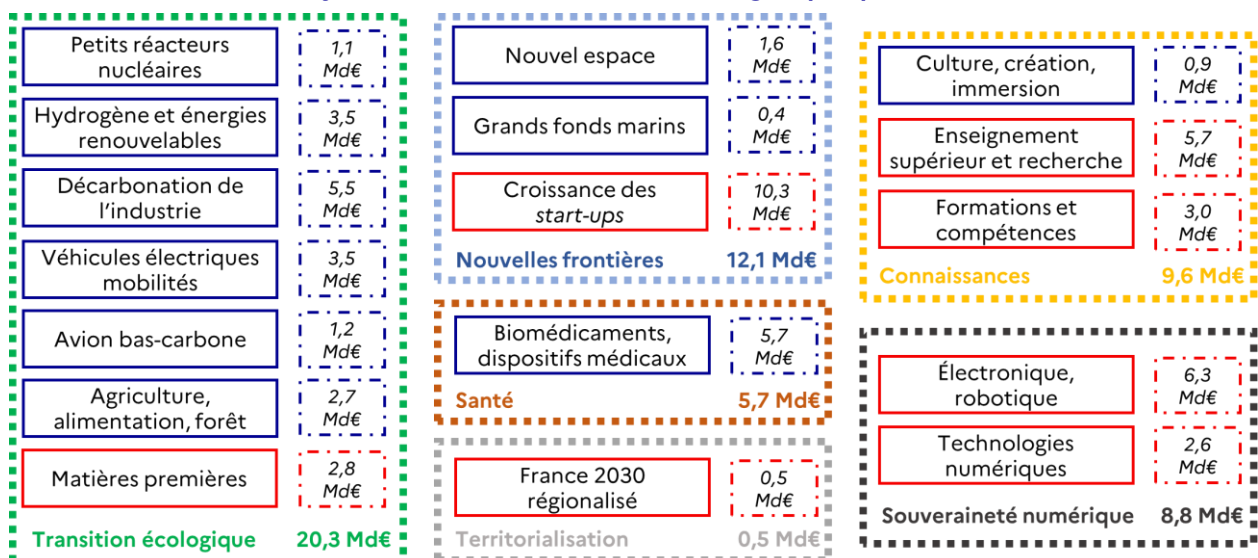 Petits réacteurs
nucléaires
1,1
Md€
Hydrogène et énergies
renouvelables
3,5
Md€
Décarbonation de
l'industrie
5,5
Md€
Véhicules électriques
mobilités
3,5
Md€
Avion bas-carbone
1,2
Md€
Agriculture,
alimentation, forêt
2,7
Md€
Matières premières
2,8
Md€
Transition écologique 20,3 Md€
Nouvel espace
1,6
Md€
Grands fonds marins
0,4
Md€
Croissance des
start-ups
10,3
Md€
Nouvelles frontières 12,1 Md€
Biomédicaments,
dispositifs médicaux
5,7
Md€
Santé 5,7 Md€
France 2030
régionalisé
0,5
Md€
Territorialisation 0,5 Md€
Culture, création,
immersion
0,9
Md€
Enseignement
supérieur et recherche
5,7
Md€
Formations et
compétences
3,0
Md€
Connaissances 9,6 Md€
Électronique,
robotique
6,3
Md€
Technologies
numériques
2,6
Md€
Souveraineté numérique 8,8 Md€